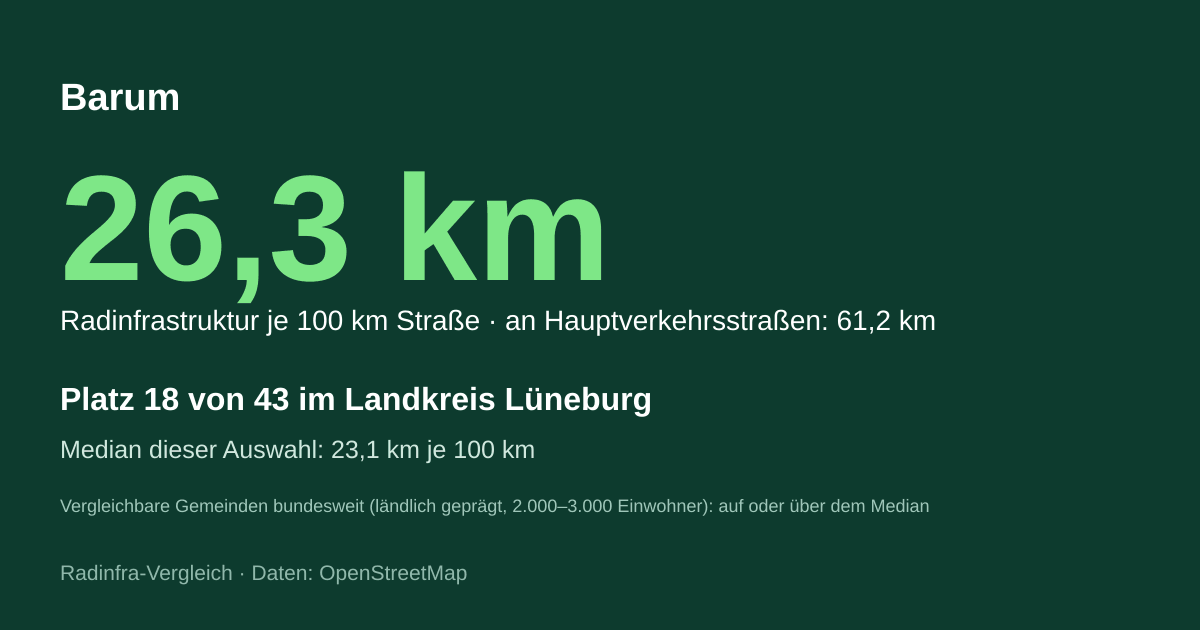 Barum
26,3 km
Radinfrastruktur je 100 km Straße · an Hauptverkehrsstraßen: 61,2 km
Platz 18 von 43 im Landkreis Lüneburg
Median dieser Auswahl: 23,1 km je 100 km
Vergleichbare Gemeinden bundesweit (ländlich geprägt, 2.000–3.000 Einwohner): auf oder über dem Median
Radinfra-Vergleich · Daten: OpenStreetMap